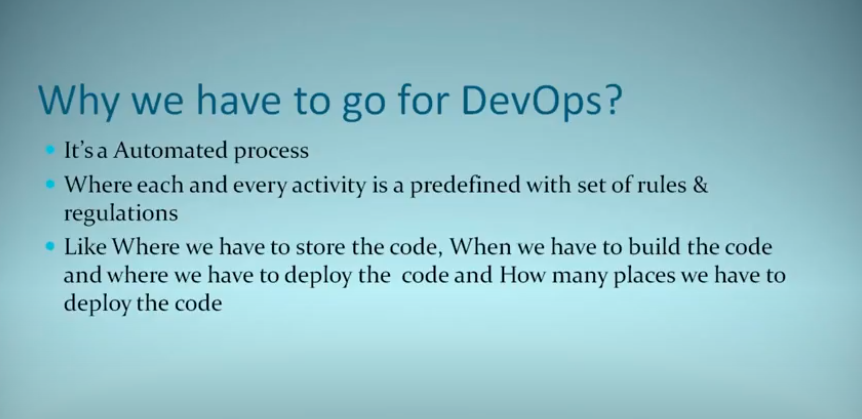 Why we have to go for DevOps?
• It's a Automated process
• Where each and every activity is a predefined with set of rules &
regulations
• Like Where we have to store the code, When we have to build the code
and where we have to deploy the code and How many places we have to
deploy the code